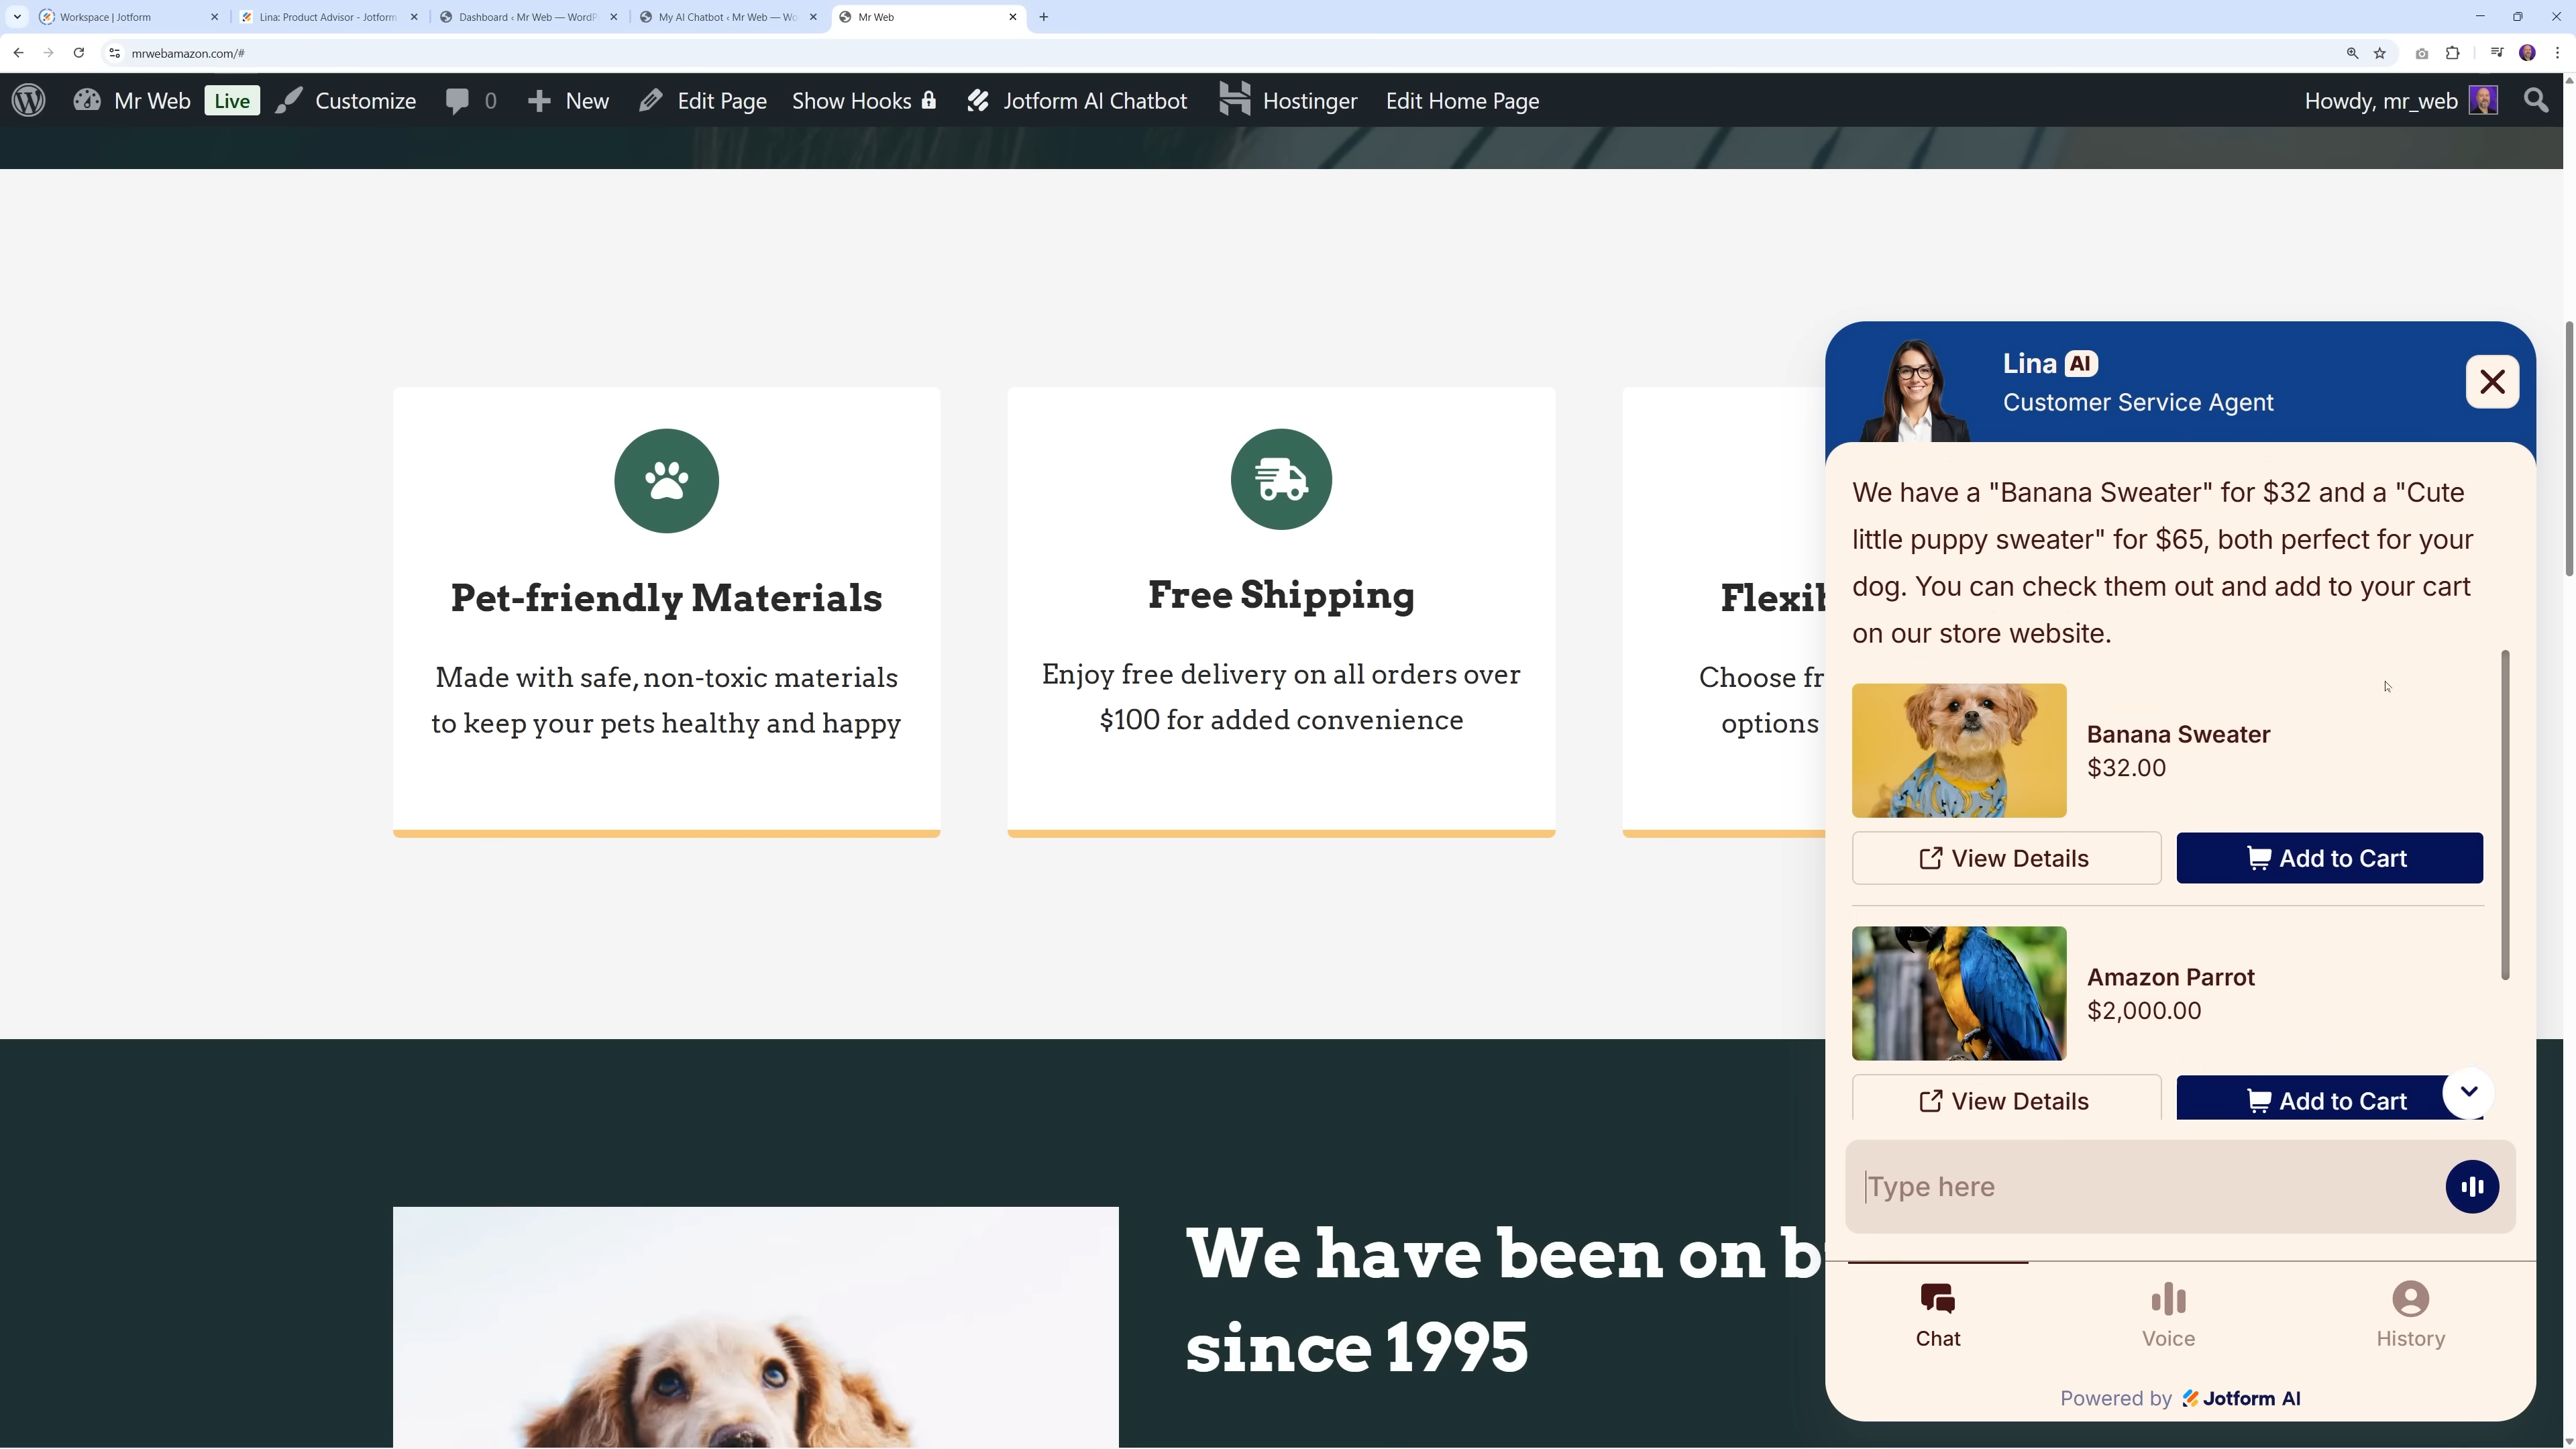 Workspace | Jotform
Lina: Product Advisor - Jotform
Dashboard ‹ Mr Web — WordP
My AI Chatbot ‹ Mr Web — Wo
Mr Web
mrwebamazon.com/#
Mr Web
Live
Customize
0
New
Edit Page
Show Hooks
Jotform AI Chatbot
Hostinger
Edit Home Page
Howdy, mr_web
Pet-friendly Materials
Made with safe, non-toxic materials
to keep your pets healthy and happy
Free Shipping
Enjoy free delivery on all orders over
$100 for added convenience
Flexib
Choose fr
options
We have been on b
since 1995
Lina AI
Customer Service Agent
We have a "Banana Sweater" for $32 and a "Cute
little puppy sweater" for $65, both perfect for your
dog. You can check them out and add to your cart
on our store website.
Banana Sweater
$32.00
View Details
Add to Cart
Amazon Parrot
$2,000.00
View Details
Add to Cart
Type here
Chat
Voice
History
Powered by Jotform AI